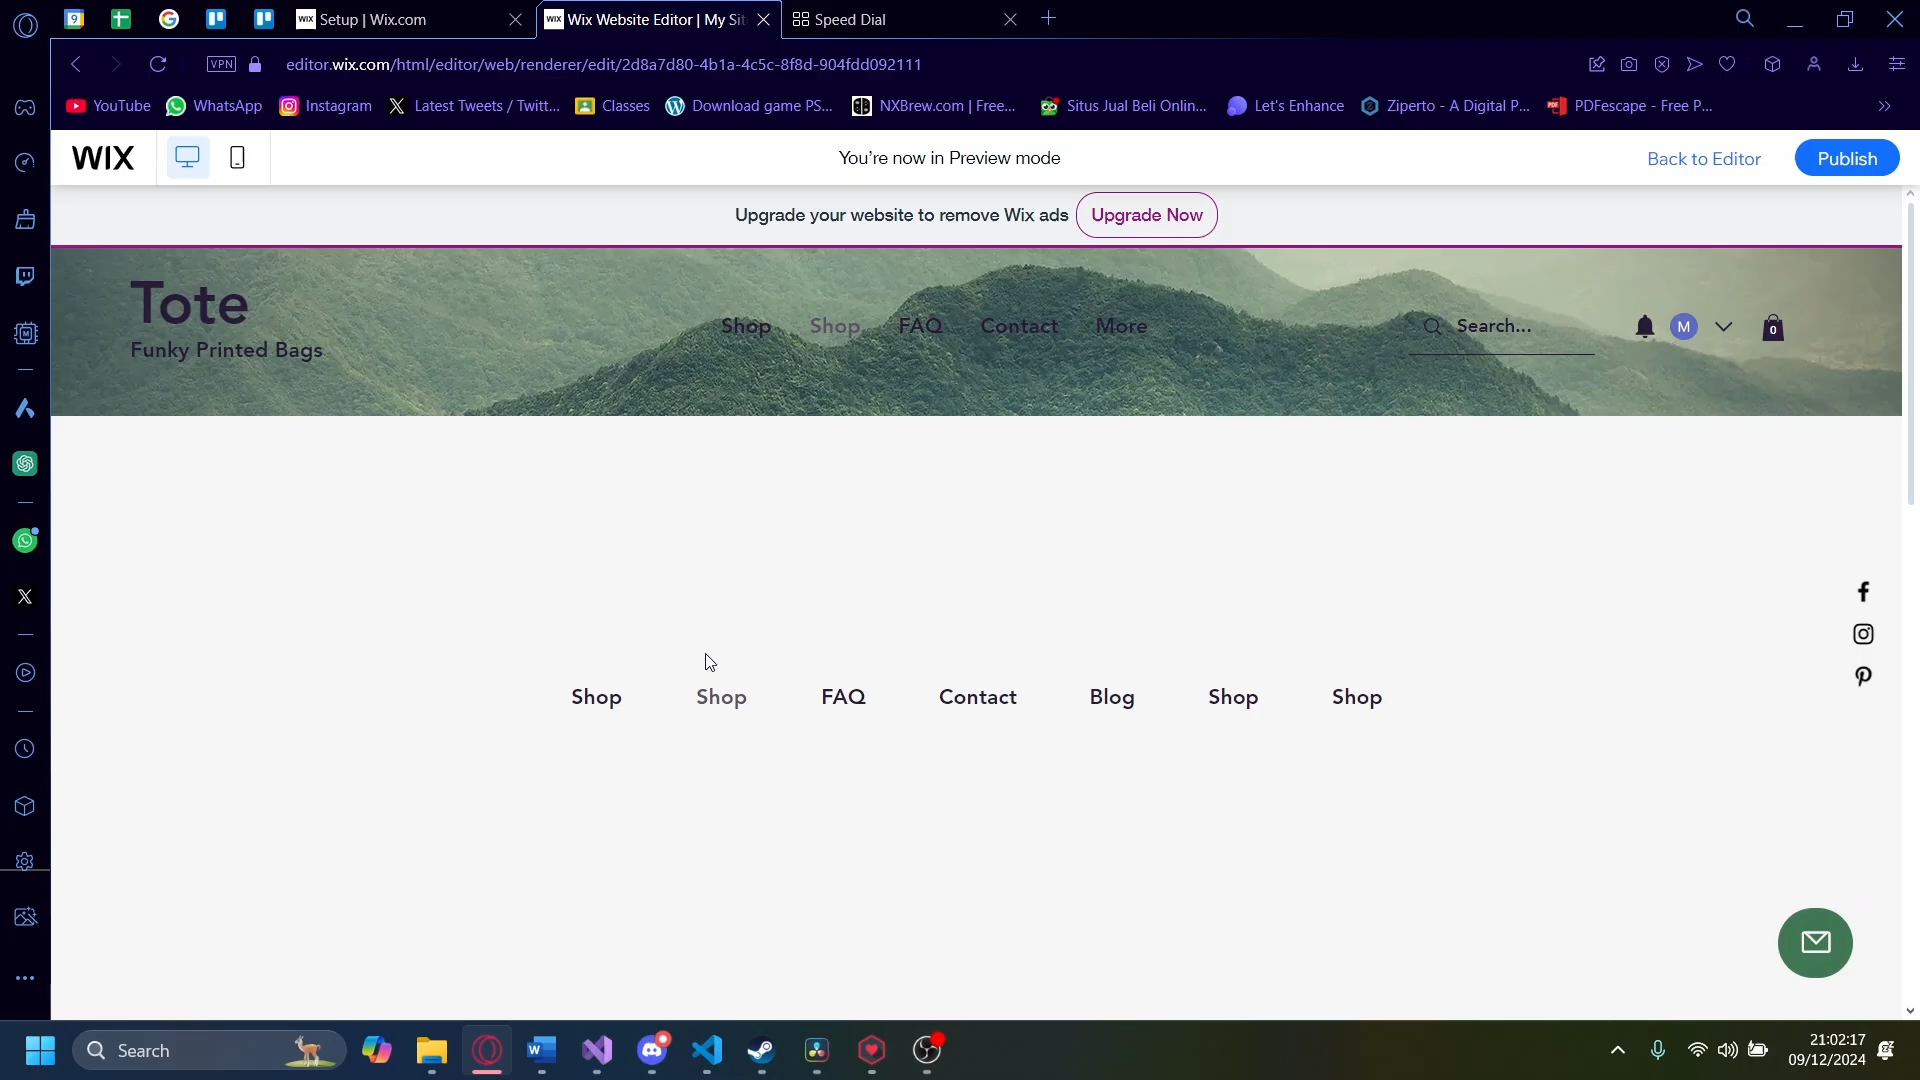 9
WIX Setup | Wix.com
WIX Wix Website Editor | My Sit
Speed Dial
VPN
editor.wix.com/html/editor/web/renderer/edit/2d8a7d80-4b1a-4c5c-8f8d-904fdd092111
YouTube
WhatsApp
Instagram
Latest Tweets / Twitt...
Classes
Download game PS...
NXBrew.com | Free...
Situs Jual Beli Onlin...
Let's Enhance
Ziperto - A Digital P...
PDFescape - Free P...
WIX
You're now in Preview mode
Back to Editor
Publish
Upgrade your website to remove Wix ads
Upgrade Now
Tote
Funky Printed Bags
Shop
Shop
FAQ
Contact
More
Search...
M
0
Shop
Shop
FAQ
Contact
Blog
Shop
Shop
Search
21:02:17
09/12/2024